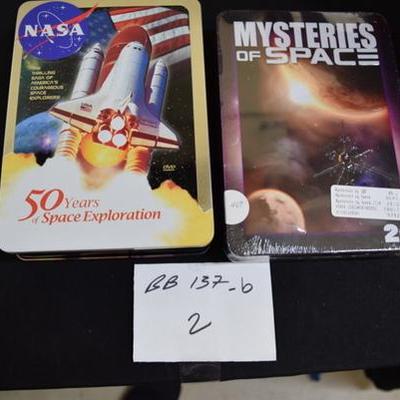 NASA
THRILLING
SAGA OF
AMERICA'S
COURAGEOUS
SPACE
EXPLORERS!
DVD
50 Years
of Space Exploration
MYSTERIES
OF SPACE
2
BB 137-b
2